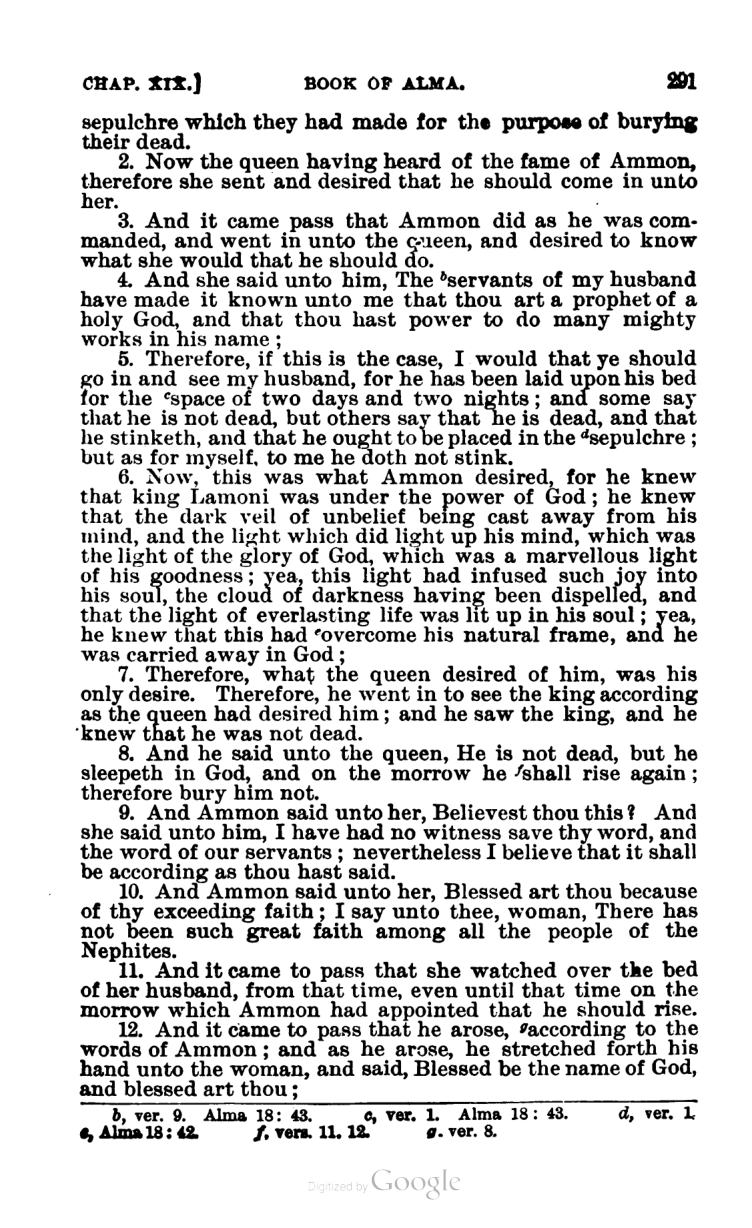 CHAP. XIX.] BOOK OF ALMA. 291
sepulchre which they had made for the purpose of burying
their dead.
2. Now the queen having heard of the fame of Ammon,
therefore she sent and desired that he should come in unto
her.
3. And it came pass that Ammon did as he was com-
manded, and went in unto the queen, and desired to know
what she would that he should do.
4. And she said unto him, The bservants of my husband
have made it known unto me that thou art a prophet of a
holy God, and that thou hast power to do many mighty
works in his name;
5. Therefore, if this is the case, I would that ye should
go in and see my husband, for he has been laid upon his bed
for the cspace of two days and two nights; and some say
that he is not dead, but others say that he is dead, and that
he stinketh, and that he ought to be placed in the dsepulchre;
but as for myself, to me he doth not stink.
6. Now, this was what Ammon desired, for he knew
that king Lamoni was under the power of God; he knew
that the dark veil of unbelief being cast away from his
mind, and the light which did light up his mind, which was
the light of the glory of God, which was a marvellous light
of his goodness; yea, this light had infused such joy into
his soul, the cloud of darkness having been dispelled, and
that the light of everlasting life was lit up in his soul; yea,
he knew that this had eovercome his natural frame, and he
was carried away in God;
7. Therefore, what the queen desired of him, was his
only desire. Therefore, he went in to see the king according
as the queen had desired him; and he saw the king, and he
knew that he was not dead.
8. And he said unto the queen, He is not dead, but he
sleepeth in God, and on the morrow he fshall rise again;
therefore bury him not.
9. And Ammon said unto her, Believest thou this? And
she said unto him, I have had no witness save thy word, and
the word of our servants; nevertheless I believe that it shall
be according as thou hast said.
10. And Ammon said unto her, Blessed art thou because
of thy exceeding faith; I say unto thee, woman, There has
not been such great faith among all the people of the
Nephites.
11. And it came to pass that she watched over the bed
of her husband, from that time, even until that time on the
morrow which Ammon had appointed that he should rise.
12. And it came to pass that he arose, gaccording to the
words of Ammon; and as he arose, he stretched forth his
hand unto the woman, and said, Blessed be the name of God,
and blessed art thou;
b, ver. 9. Alma 18: 43. c, ver. 1. Alma 18: 43. d, ver. 1.
e, Alma 18: 42. f, vers. 11. 12. g. ver. 8.
Digitized by Google